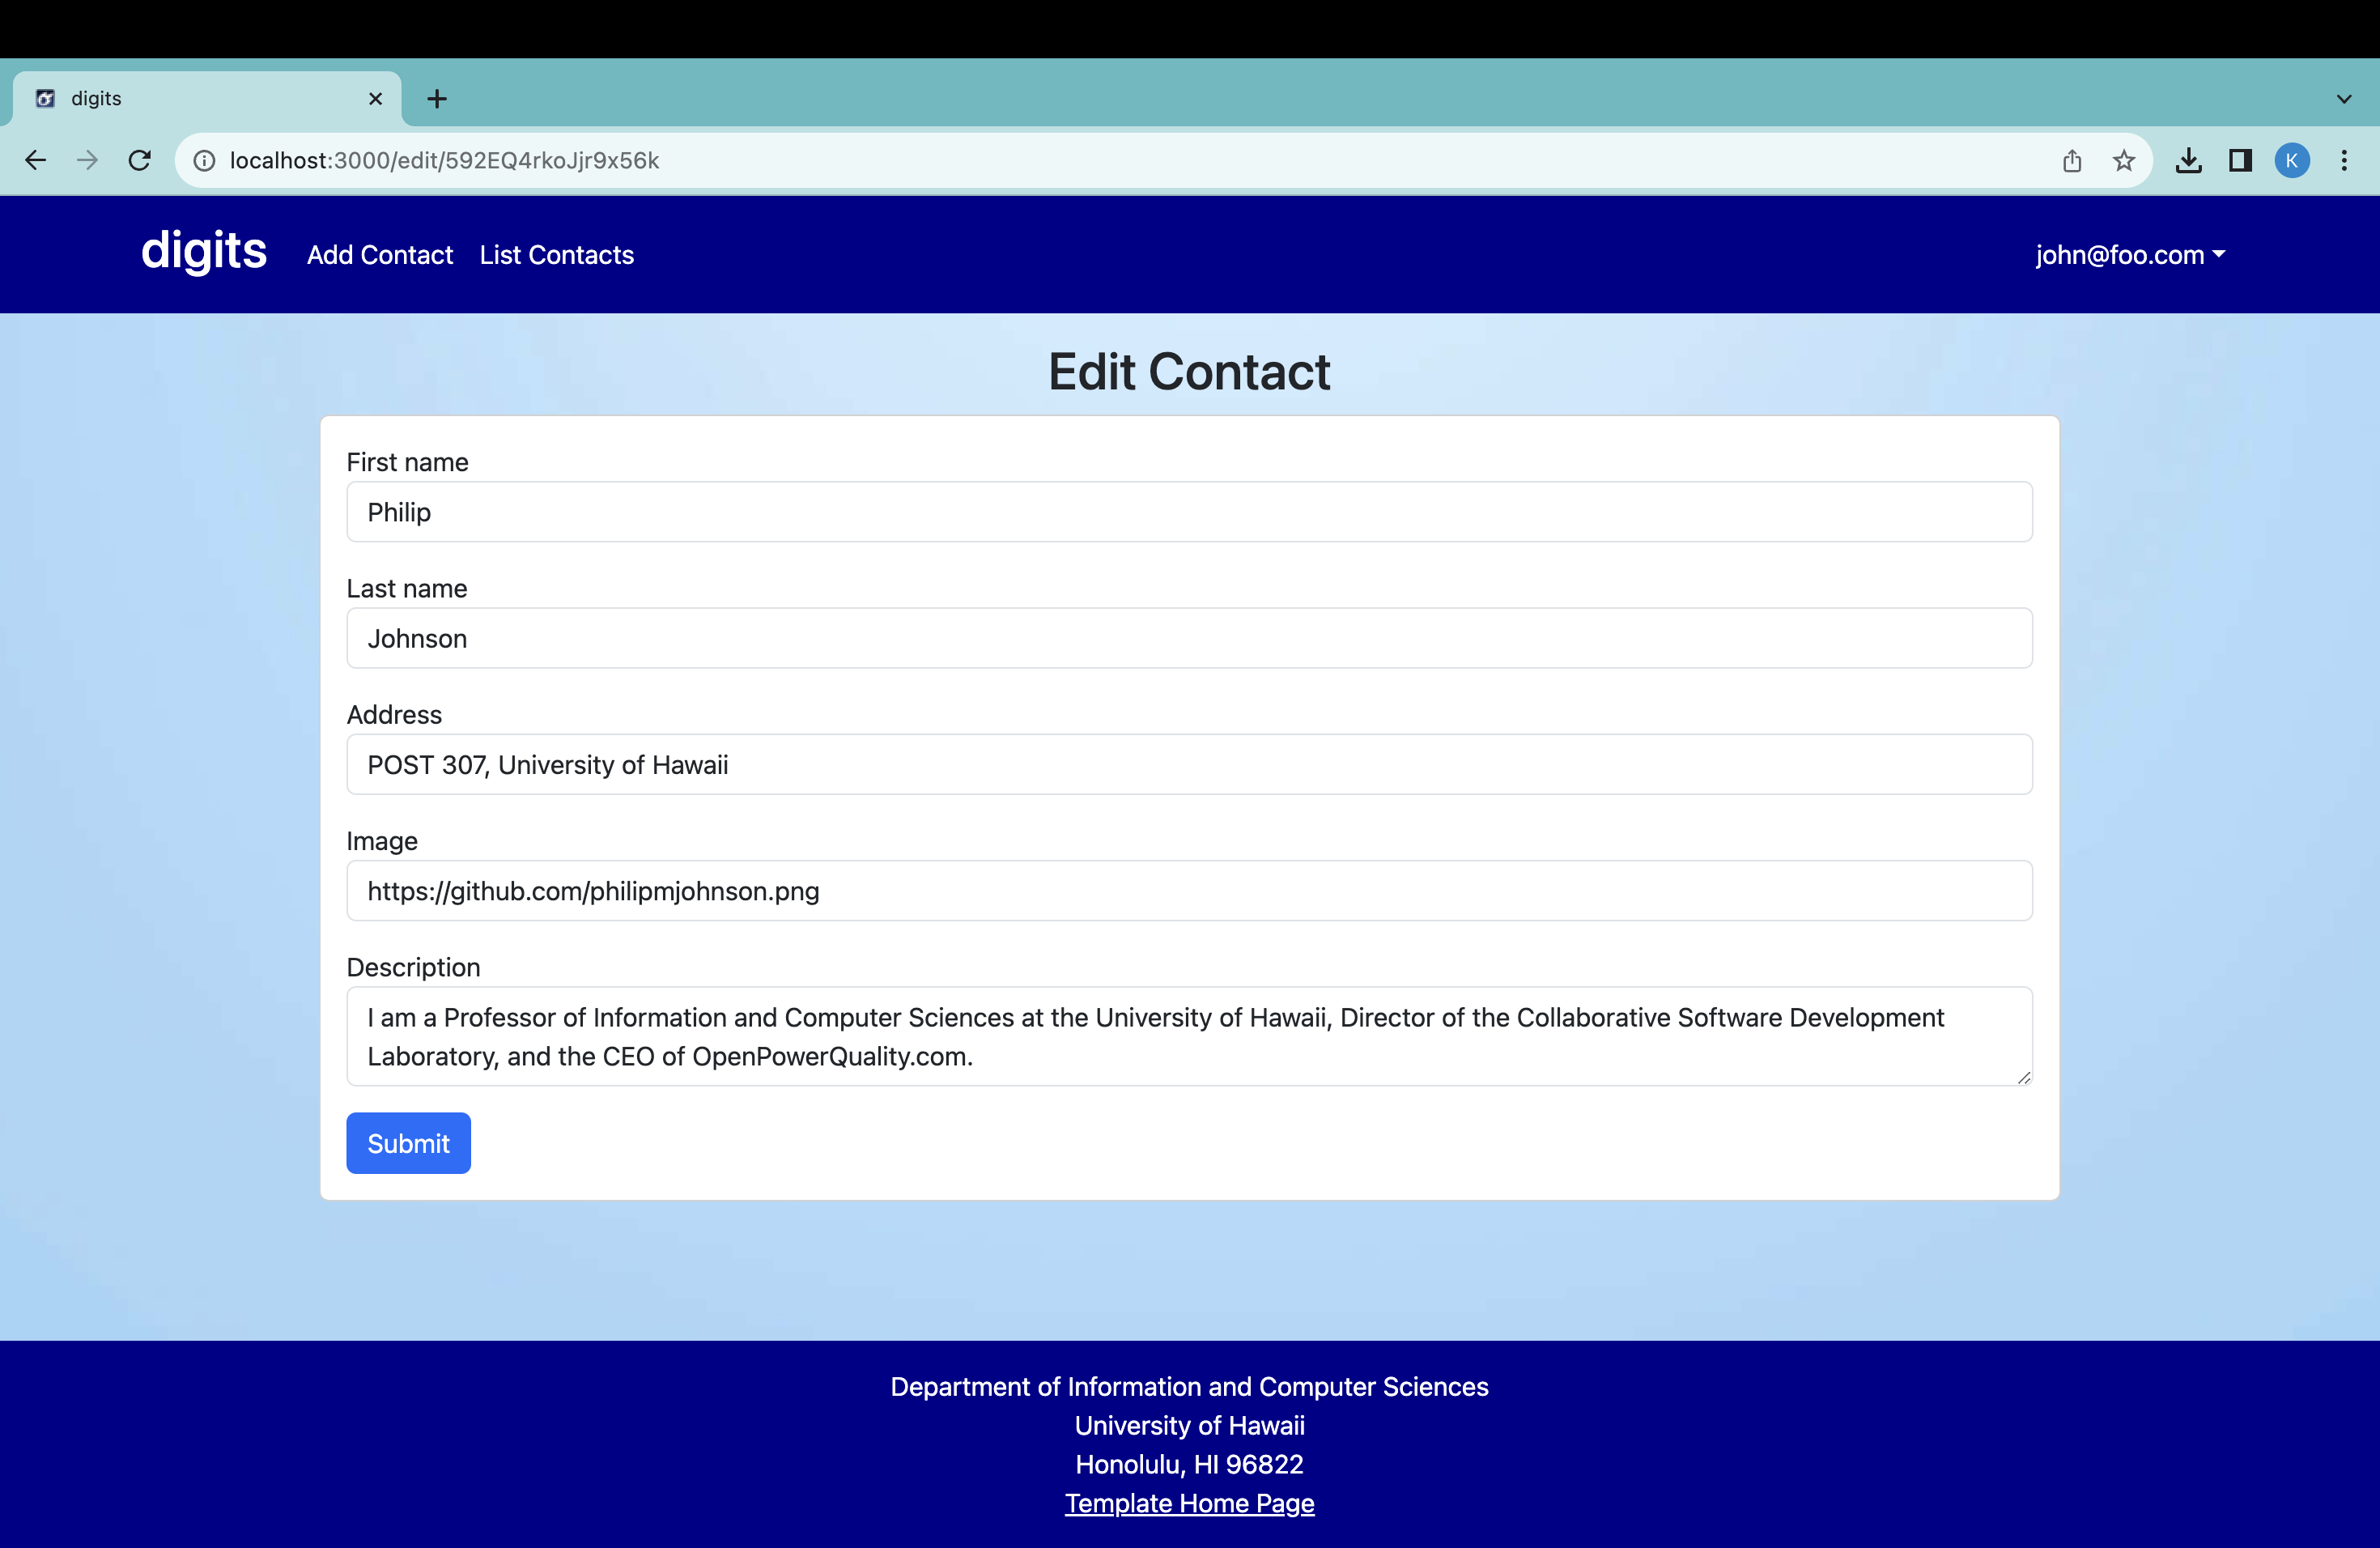 digits
localhost:3000/edit/592EQ4rkoJjr9x56k
K
digits Add Contact List Contacts john@foo.com
Edit Contact
First name
Philip
Last name
Johnson
Address
POST 307, University of Hawaii
Image
https://github.com/philipmjohnson.png
Description
I am a Professor of Information and Computer Sciences at the University of Hawaii, Director of the Collaborative Software Development
Laboratory, and the CEO of OpenPowerQuality.com.
Submit
Department of Information and Computer Sciences
University of Hawaii
Honolulu, HI 96822
Template Home Page